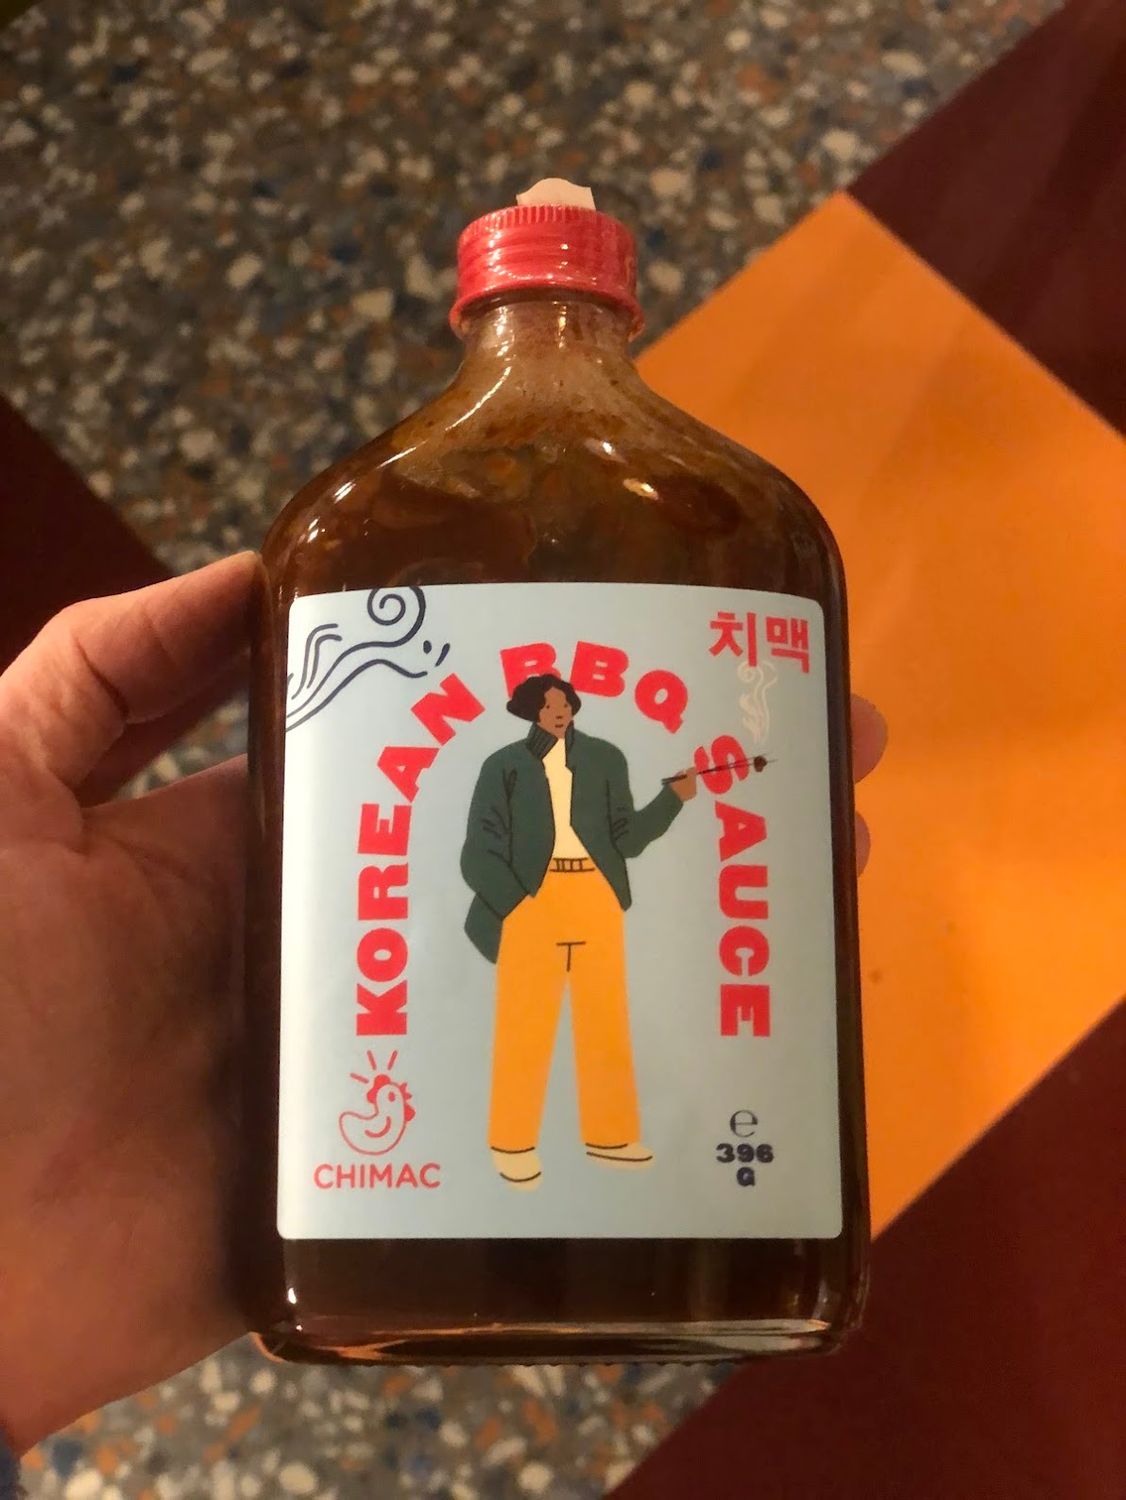 치맥
KOREAN BBQ SAUCE
CHIMAC
℮
396
G